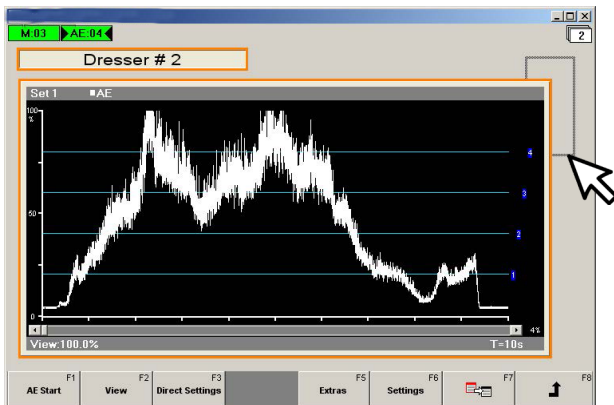 M:03 AE:04
2
Dresser # 2
Set 1 ■AE
100
%
4
3
50
2
1
0
4%
View:100.0% T=10s
F1 F2 F3 F5 F6 F7 F8
AE Start View Direct Settings Extras Settings